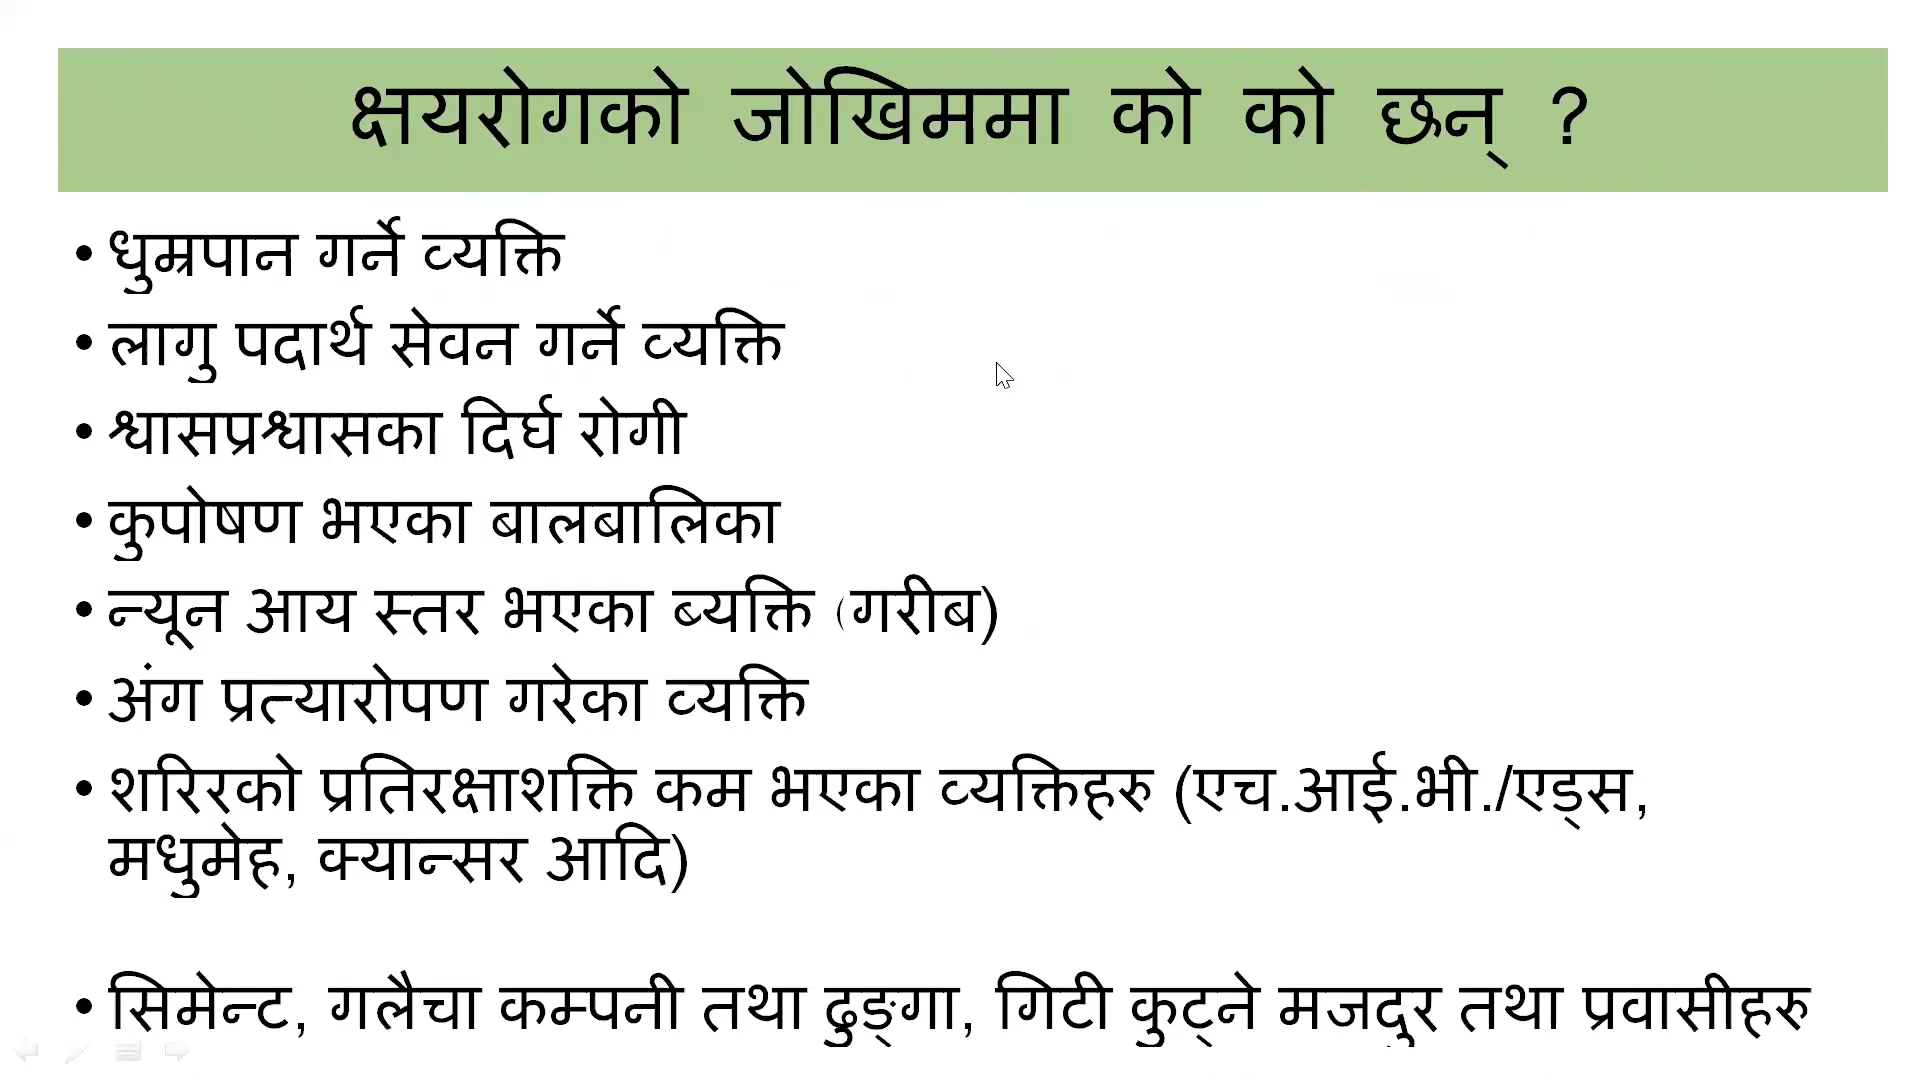 क्षयरोगको जोखिममा को को छन् ?
• धुम्रपान गर्ने व्यक्ति
• लागु पदार्थ सेवन गर्ने व्यक्ति
• श्वासप्रश्वासका दिर्घ रोगी
• कुपोषण भएका बालबालिका
• न्यून आय स्तर भएका ब्यक्ति (गरीब)
• अंग प्रत्यारोपण गरेका व्यक्ति
• शरिरको प्रतिरक्षाशक्ति कम भएका व्यक्तिहरु (एच.आई.भी./एड्स,
मधुमेह, क्यान्सर आदि)
• सिमेन्ट, गलैचा कम्पनी तथा ढुङ्गा, गिटी कुट्ने मजदुर तथा प्रवासीहरु